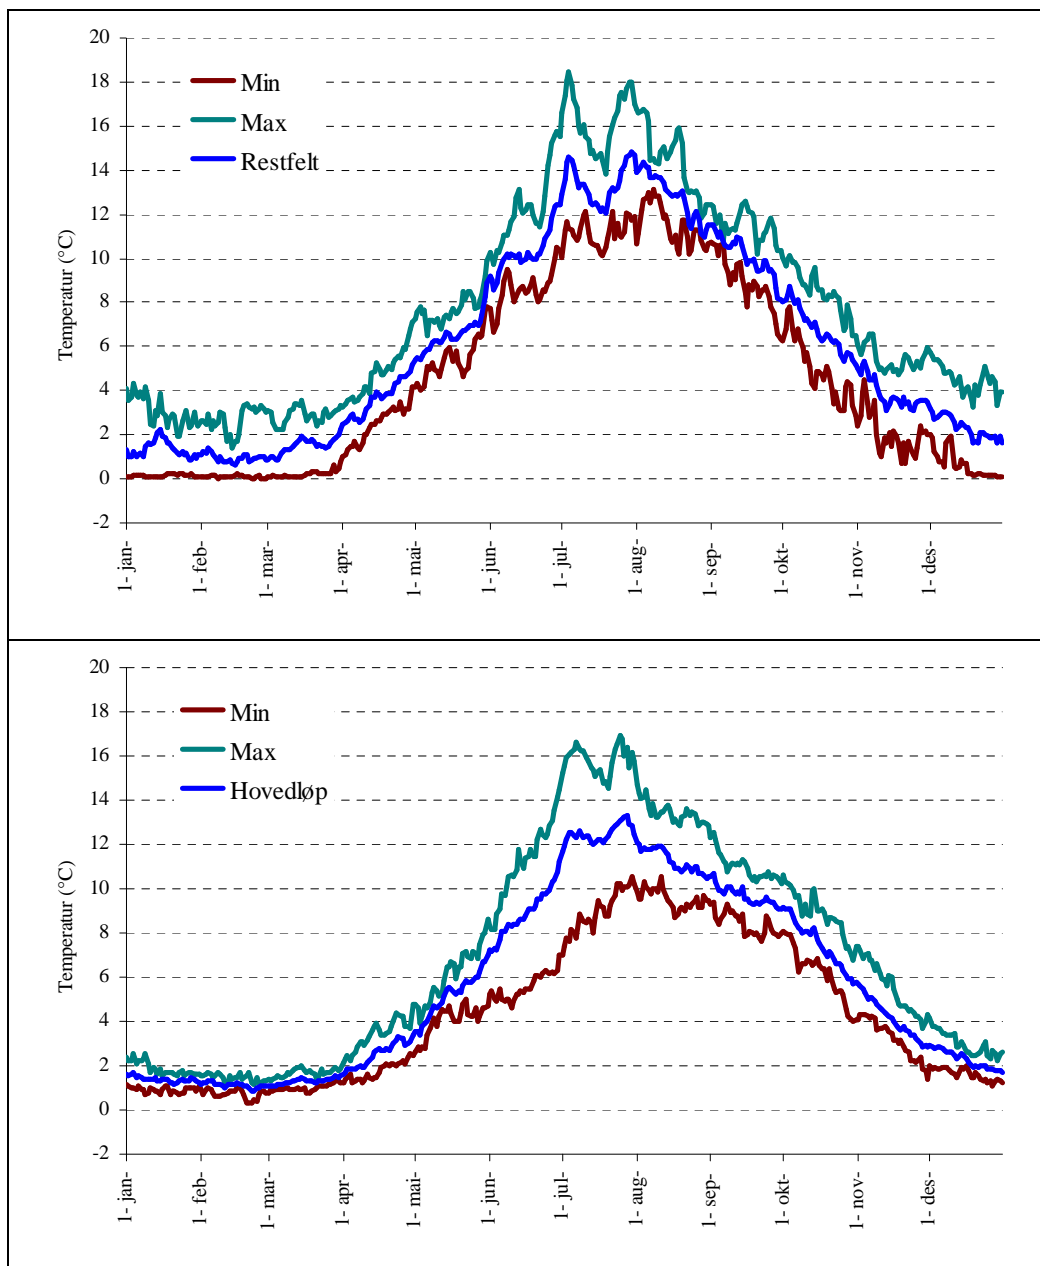 20
18
16
14
12
10
8
6
4
2
0
-2
Temperatur (°C)
Min
Max
Restfelt
1- jan-
1- feb-
1- mar-
1- apr-
1- mai-
1- jun-
1- jul-
1- aug-
1- sep-
1- okt-
1- nov-
1- des-
20
18
16
14
12
10
8
6
4
2
0
-2
Temperatur (°C)
Min
Max
Hovedløp
1- jan-
1- feb-
1- mar-
1- apr-
1- mai-
1- jun-
1- jul-
1- aug-
1- sep-
1- okt-
1- nov-
1- des-